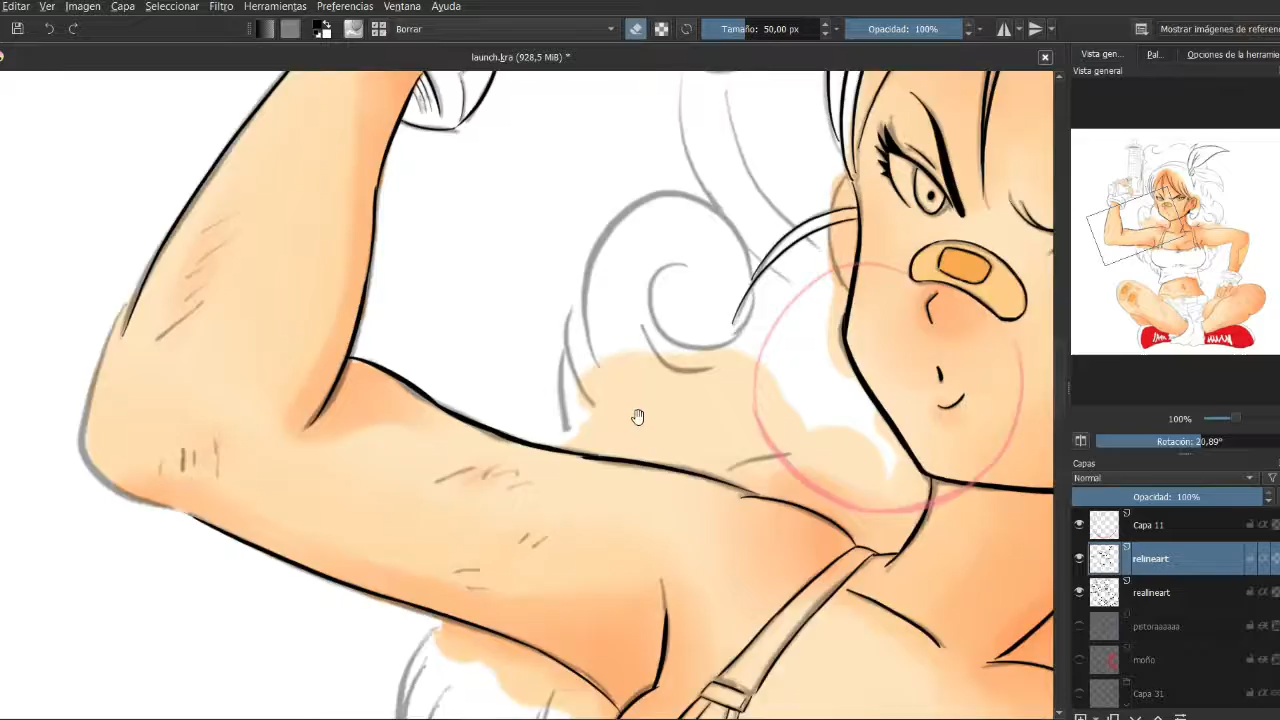 Editar Ver Imagen Capa Seleccionar Filtro Herramientas Preferencias Ventana Ayuda
Borrar Tamaño: 50,00 px Opacidad: 100% Mostrar imágenes de referenc
launch.kra (928,5 MiB) *
Vista gen... Pal... Opciones de la herramie
Vista general
100%
Rotación: 20,89°
Capas
Normal
Opacidad: 100%
Capa 11
relineart
realineart
pstoraaaaaa
moño
Capa 31